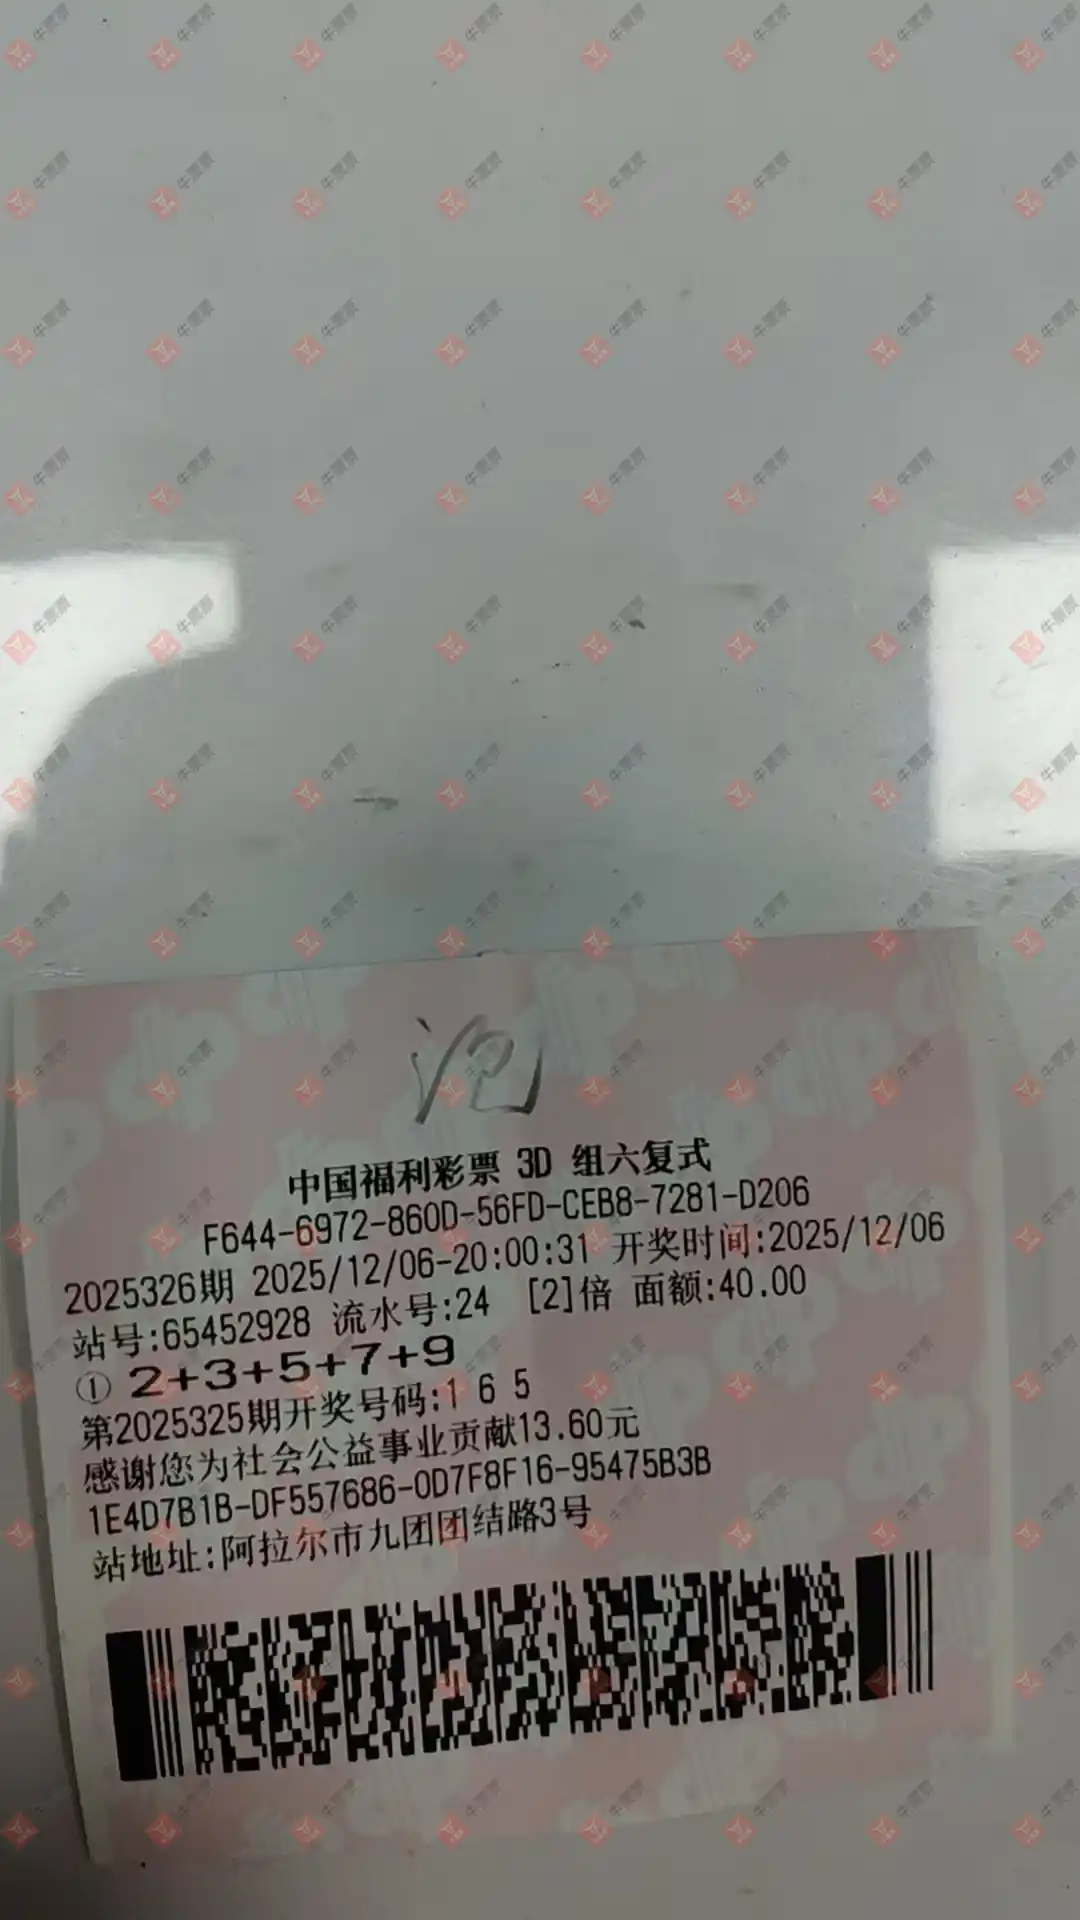 泡
中国福利彩票 3D 组六复式
F644-6972-860D-56FD-CEB8-7281-D206
2025326期 2025/12/06-20:00:31 开奖时间:2025/12/06
站号:65452928 流水号:24 [2]倍 面额:40.00
① 2+3+5+7+9
第2025325期开奖号码:1 6 5
感谢您为社会公益事业贡献13.60元
1E4D7B1B-DF557686-0D7F8F16-95475B3B
站地址:阿拉尔市九团团结路3号